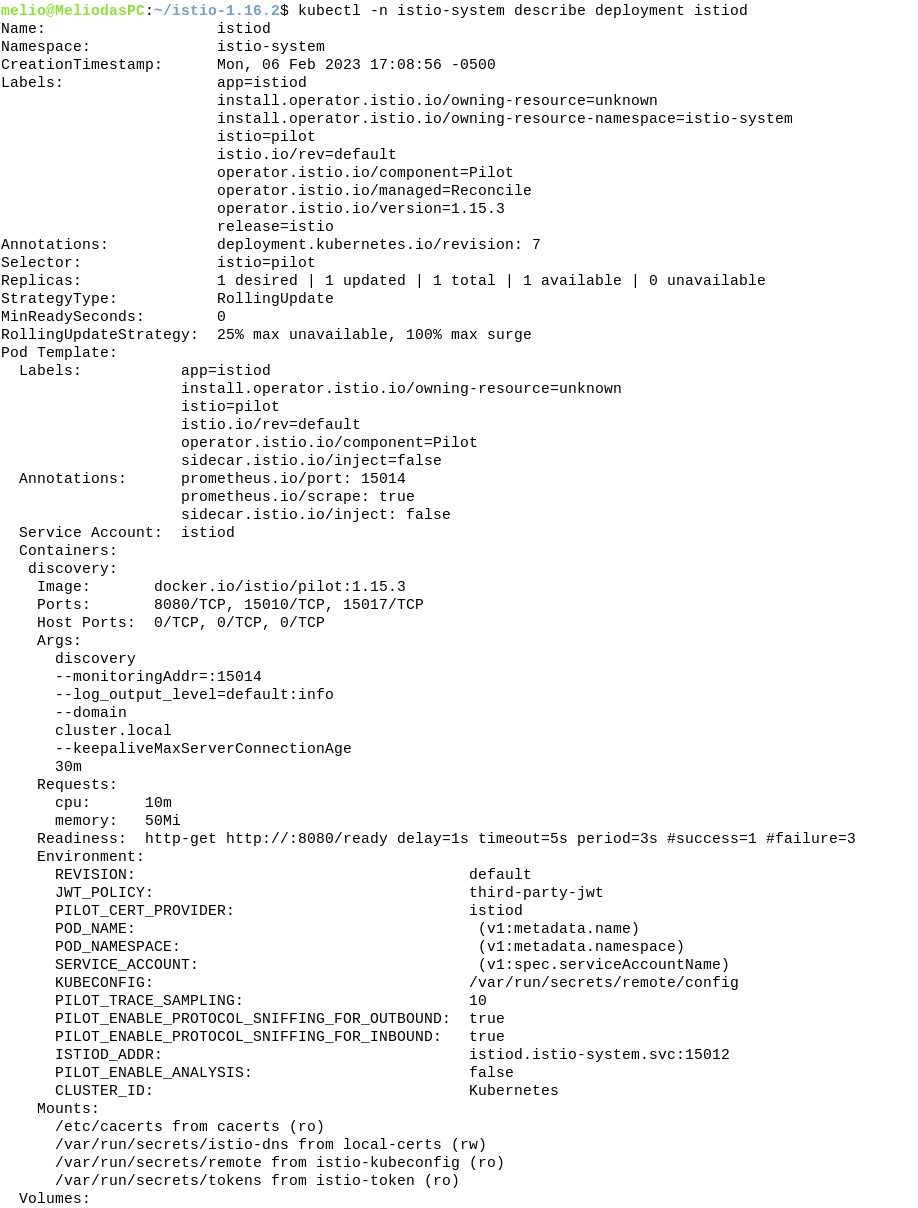 melio@MeliodasPC:~/istio-1.16.2$ kubectl -n istio-system describe deployment istiod
Name:                   istiod
Namespace:              istio-system
CreationTimestamp:      Mon, 06 Feb 2023 17:08:56 -0500
Labels:                 app=istiod
                        install.operator.istio.io/owning-resource=unknown
                        install.operator.istio.io/owning-resource-namespace=istio-system
                        istio=pilot
                        istio.io/rev=default
                        operator.istio.io/component=Pilot
                        operator.istio.io/managed=Reconcile
                        operator.istio.io/version=1.15.3
                        release=istio
Annotations:            deployment.kubernetes.io/revision: 7
Selector:               istio=pilot
Replicas:               1 desired | 1 updated | 1 total | 1 available | 0 unavailable
StrategyType:           RollingUpdate
MinReadySeconds:        0
RollingUpdateStrategy:  25% max unavailable, 100% max surge
Pod Template:
  Labels:           app=istiod
                    install.operator.istio.io/owning-resource=unknown
                    istio=pilot
                    istio.io/rev=default
                    operator.istio.io/component=Pilot
                    sidecar.istio.io/inject=false
  Annotations:      prometheus.io/port: 15014
                    prometheus.io/scrape: true
                    sidecar.istio.io/inject: false
  Service Account:  istiod
  Containers:
   discovery:
    Image:       docker.io/istio/pilot:1.15.3
    Ports:       8080/TCP, 15010/TCP, 15017/TCP
    Host Ports:  0/TCP, 0/TCP, 0/TCP
    Args:
      discovery
      --monitoringAddr=:15014
      --log_output_level=default:info
      --domain
      cluster.local
      --keepaliveMaxServerConnectionAge
      30m
    Requests:
      cpu:      10m
      memory:   50Mi
    Readiness:  http-get http://:8080/ready delay=1s timeout=5s period=3s #success=1 #failure=3
    Environment:
      REVISION:                                     default
      JWT_POLICY:                                   third-party-jwt
      PILOT_CERT_PROVIDER:                          istiod
      POD_NAME:                                      (v1:metadata.name)
      POD_NAMESPACE:                                 (v1:metadata.namespace)
      SERVICE_ACCOUNT:                               (v1:spec.serviceAccountName)
      KUBECONFIG:                                   /var/run/secrets/remote/config
      PILOT_TRACE_SAMPLING:                         10
      PILOT_ENABLE_PROTOCOL_SNIFFING_FOR_OUTBOUND:  true
      PILOT_ENABLE_PROTOCOL_SNIFFING_FOR_INBOUND:   true
      ISTIOD_ADDR:                                  istiod.istio-system.svc:15012
      PILOT_ENABLE_ANALYSIS:                        false
      CLUSTER_ID:                                   Kubernetes
    Mounts:
      /etc/cacerts from cacerts (ro)
      /var/run/secrets/istio-dns from local-certs (rw)
      /var/run/secrets/remote from istio-kubeconfig (ro)
      /var/run/secrets/tokens from istio-token (ro)
  Volumes: